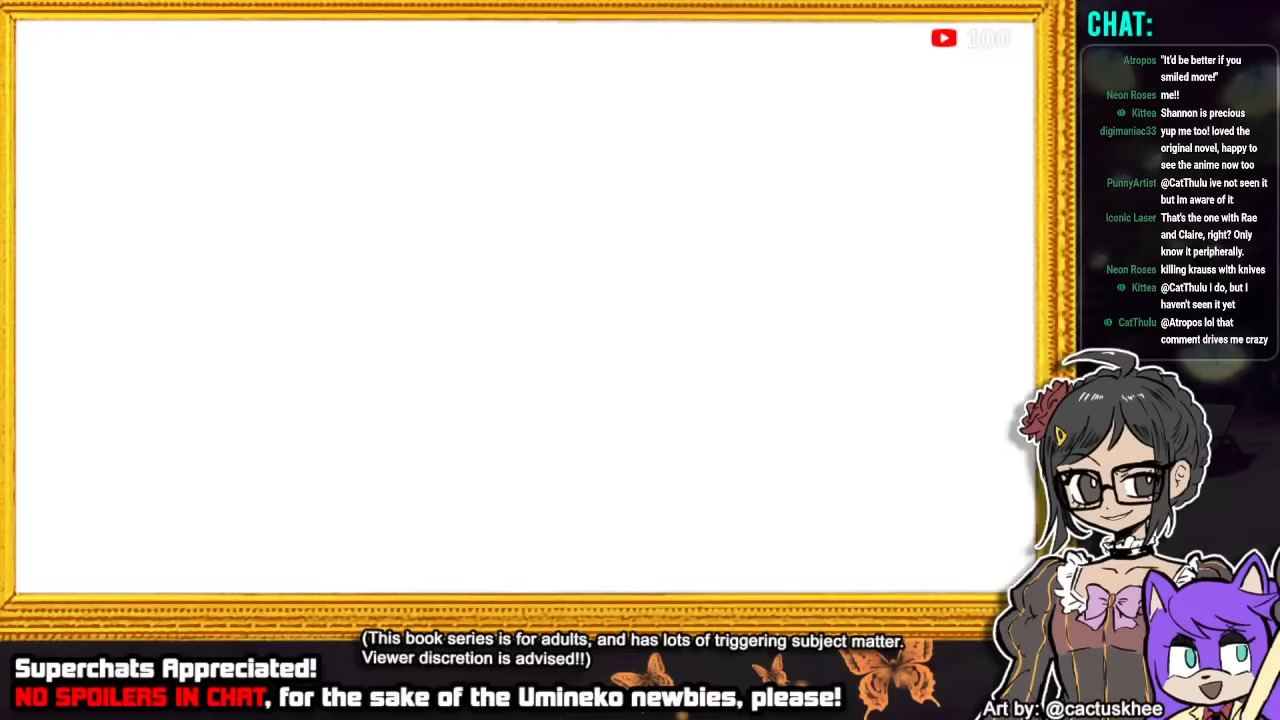 100
CHAT:
Atropos "It'd be better if you
smiled more!"
Neon Roses me!!
Kittea Shannon is precious
digimaniac33 yup me too! loved the
original novel, happy to
see the anime now too
PunnyArtist @CatThulu ive not seen it
but im aware of it
Iconic Laser That's the one with Rae
and Claire, right? Only
know it peripherally.
Neon Roses killing krauss with knives
Kittea @CatThulu I do, but I
haven't seen it yet
CatThulu @Atropos lol that
comment drives me crazy
(This book series is for adults, and has lots of triggering subject matter.
Viewer discretion is advised!!)
Superchats Appreciated!
NO SPOILERS IN CHAT, for the sake of the Umineko newbies, please!
Art by: @cactuskhee